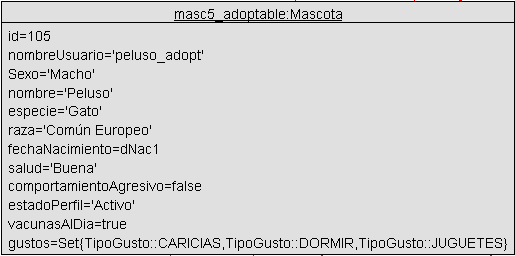 masc5_adoptable:Mascota
id=105
nombreUsuario='peluso_adopt'
Sexo='Macho'
nombre='Peluso'
especie='Gato'
raza='Común Europeo'
fechaNacimiento=dNac1
salud='Buena'
comportamientoAgresivo=false
estadoPerfil='Activo'
vacunasAlDia=true
gustos=Set{TipoGusto::CARICIAS,TipoGusto::DORMIR,TipoGusto::JUGUETES}